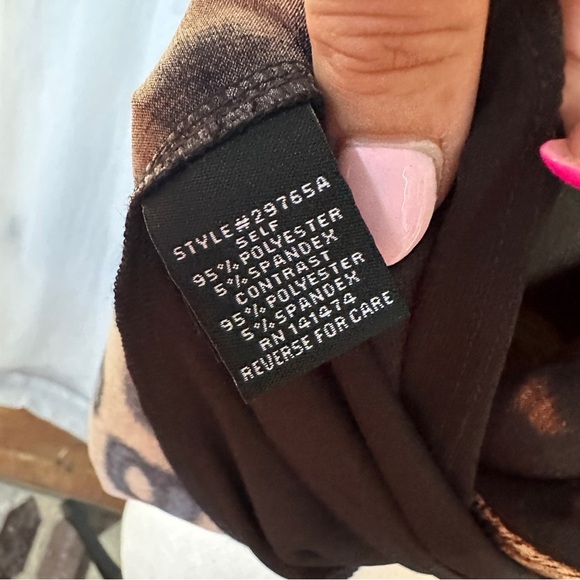 STYLE#29765A
SELF
95%POLYESTER
5%SPANDEX
CONTRAST
95%POLYESTER
5%SPANDEX
RN 141474
REVERSE FOR CARE